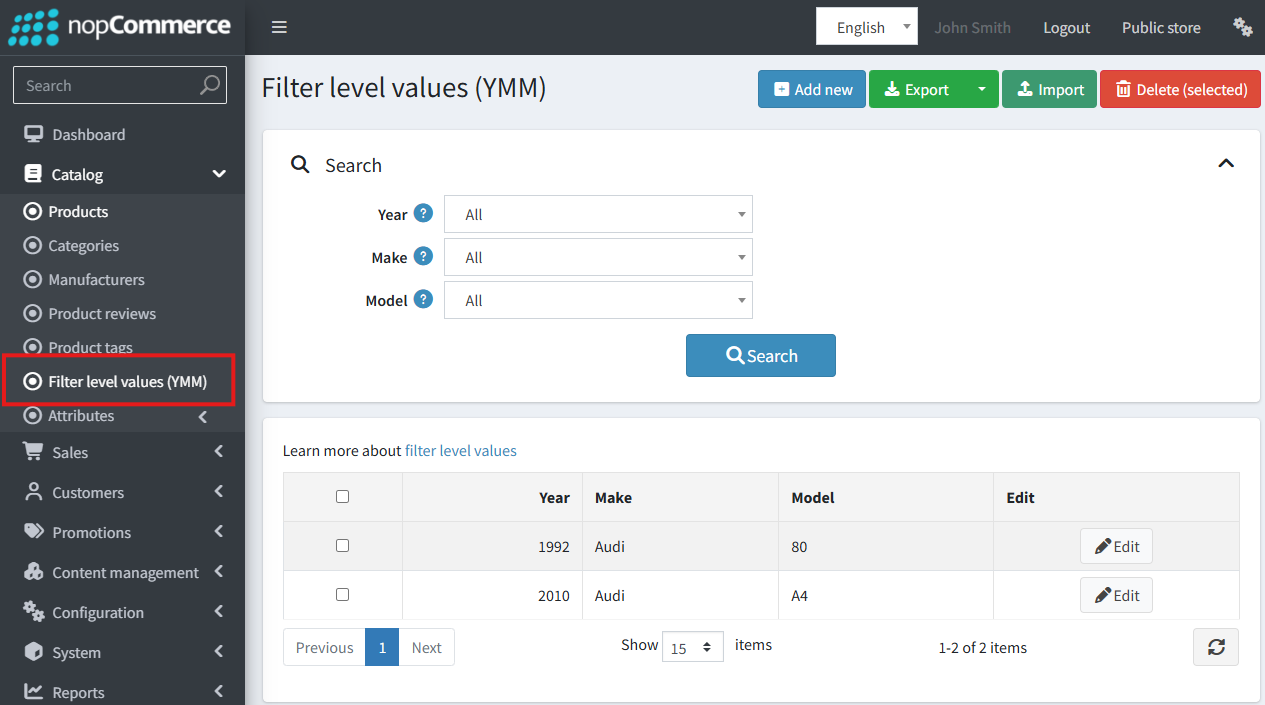 nopCommerce
English
John Smith
Logout
Public store
Search
Dashboard
Catalog
Products
Categories
Manufacturers
Product reviews
Product tags
Filter level values (YMM)
Attributes
Sales
Customers
Promotions
Content management
Configuration
System
Reports
Filter level values (YMM)
Add new
Export
Import
Delete (selected)
Search
Year ? All
Make ? All
Model ? All
Search
Learn more about filter level values
Year Make Model Edit
1992 Audi 80 Edit
2010 Audi A4 Edit
Previous 1 Next
Show 15 items
1-2 of 2 items